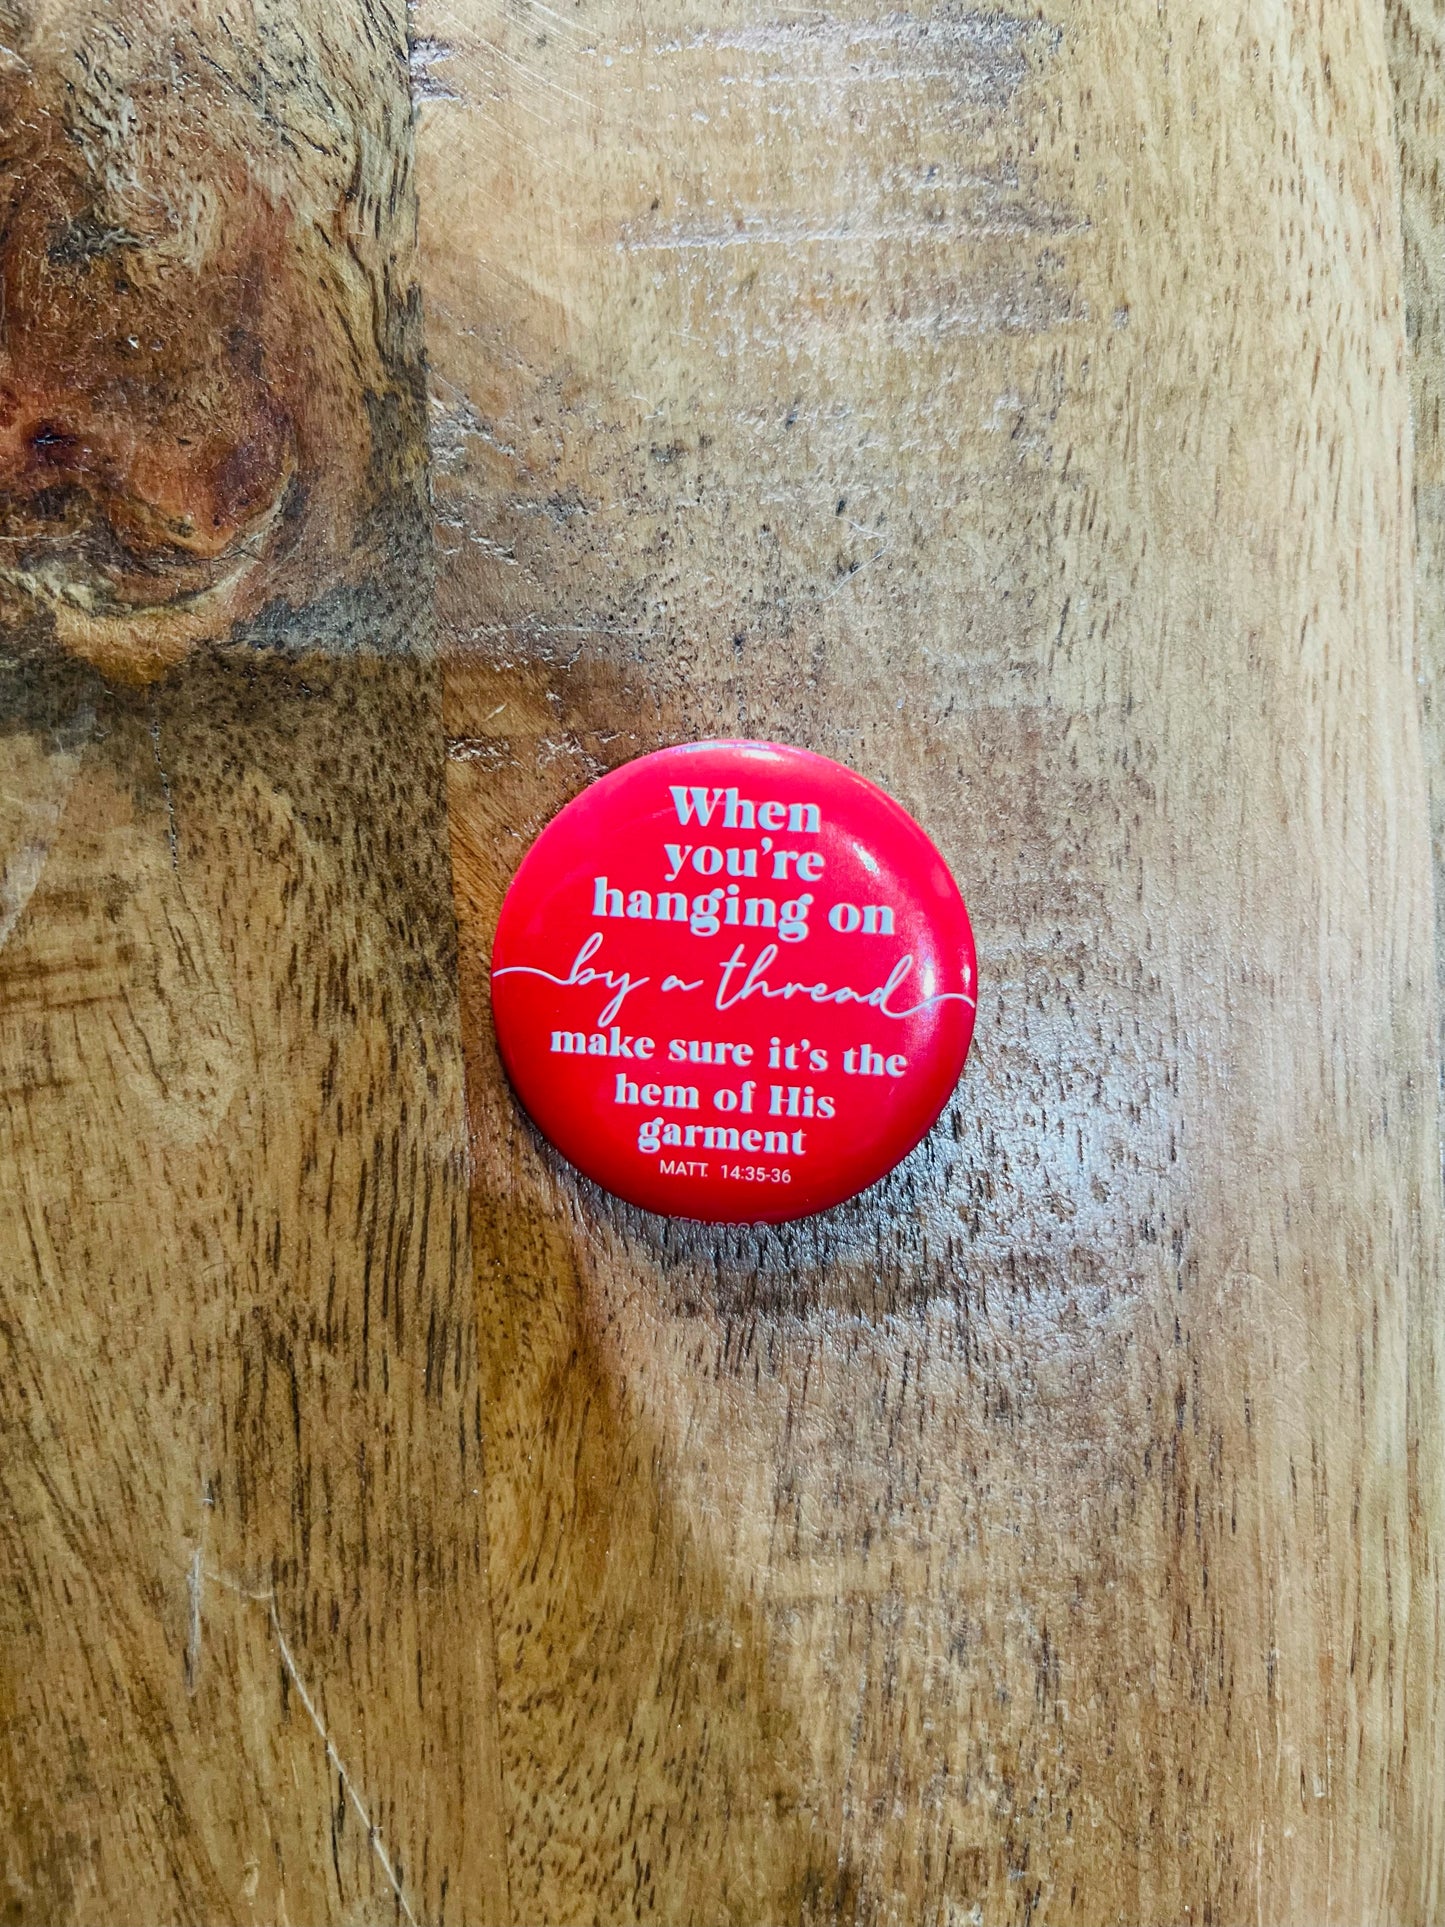 When
you're
hanging on
by a thread
make sure it's the
hem of His
garment
MATT. 14:35-36